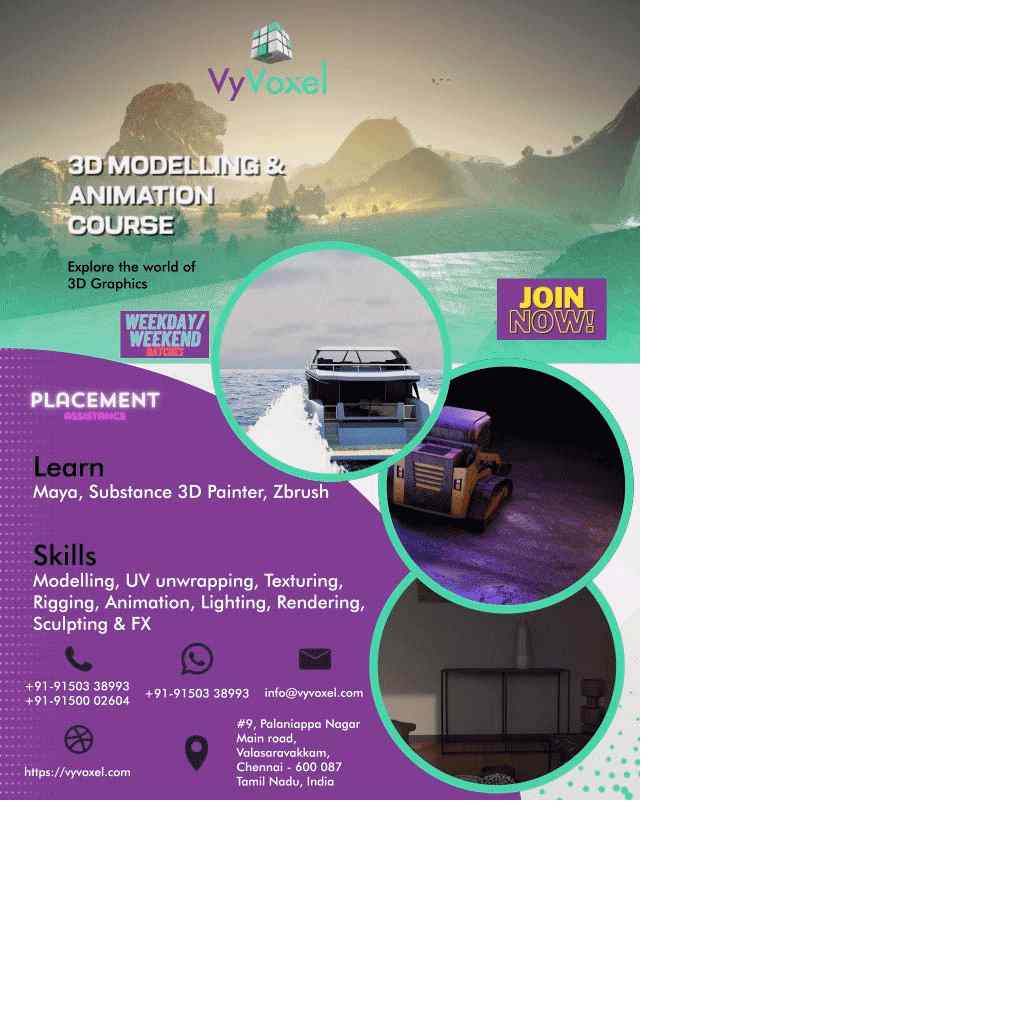 VyVoxel
3D MODELLING &
ANIMATION
COURSE
Explore the world of
3D Graphics
JOIN
NOW!
WEEKDAY/
WEEKEND
BATCHES
PLACEMENT
ASSISTANCE
Learn
Maya, Substance 3D Painter, Zbrush
Skills
Modelling, UV unwrapping, Texturing,
Rigging, Animation, Lighting, Rendering,
Sculpting & FX
+91-91503 38993
+91-91500 02604
+91-91503 38993
info@vyvoxel.com
https://vyvoxel.com
#9, Palaniappa Nagar
Main road,
Valasaravakkam,
Chennai - 600 087
Tamil Nadu, India